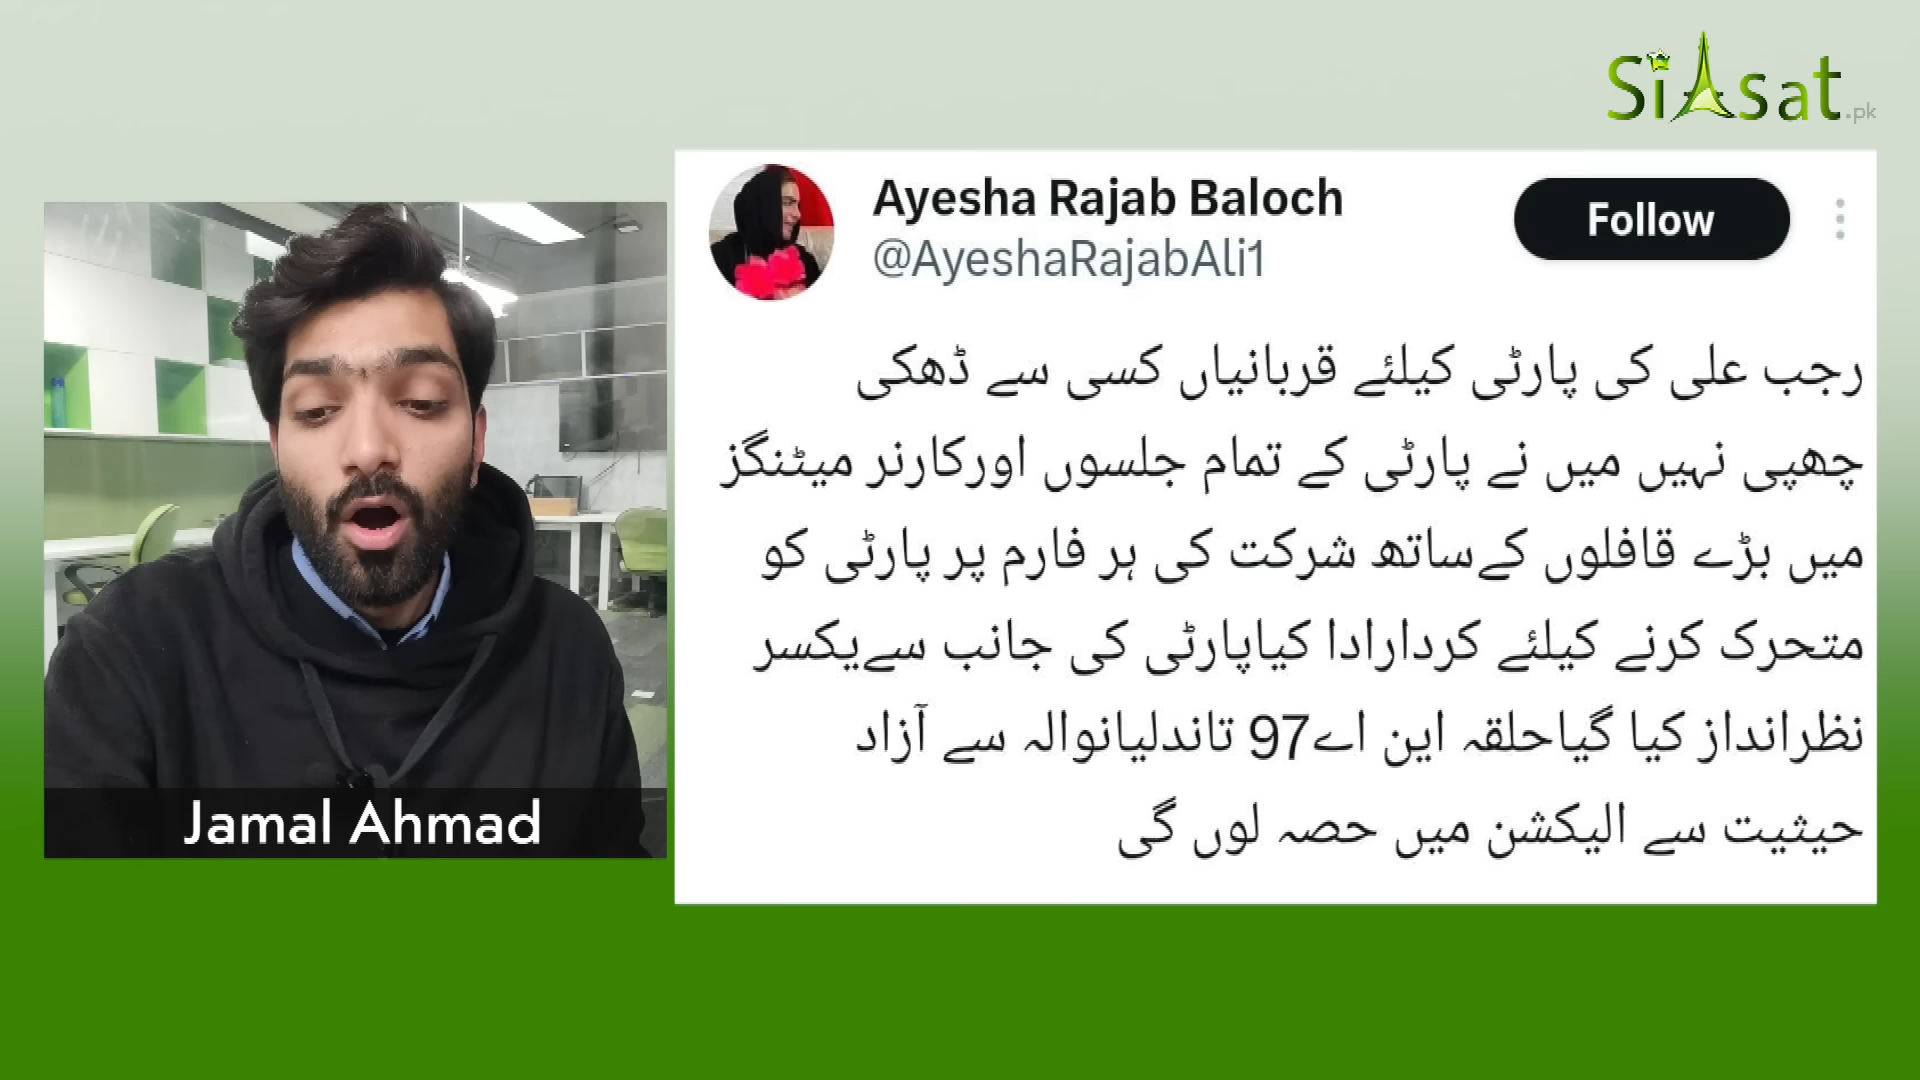 SiAsat.pk
Ayesha Rajab Baloch
@AyeshaRajabAli1
Follow
رجب علی کی پارٹی کیلئے قربانیاں کسی سے ڈھکی
چھپی نہیں میں نے پارٹی کے تمام جلسوں اورکارنر میٹنگز
میں بڑے قافلوں کےساتھ شرکت کی ہر فارم پر پارٹی کو
متحرک کرنے کیلئے کردارادا کیاپارٹی کی جانب سےیکسر
نظرانداز کیا گیاحلقہ این اے97 تاندلیانوالہ سے آزاد
حیثیت سے الیکشن میں حصہ لوں گی
Jamal Ahmad